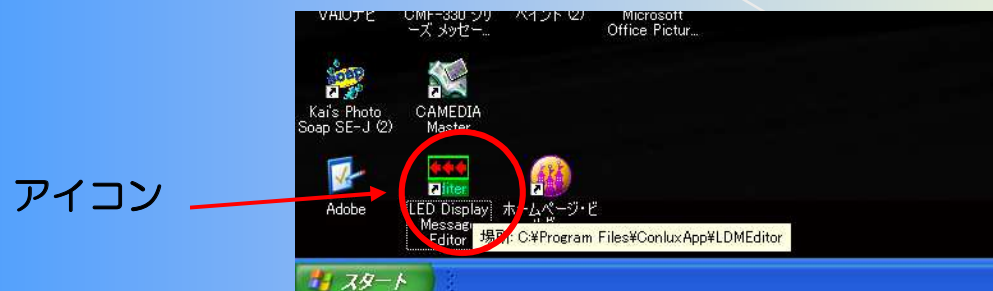 VAIOナビ
CMF-330 シリーズ メッセー...
ペイント (2)
Microsoft
Office Pictur...
Kai's Photo
Soap SE-J (2)
CAMEDIA
Master
アイコン
Adobe
LED Display
Message
Editor
ホームページ・ビ
場所: C:¥Program Files¥ConluxApp¥LDMEditor
スタート